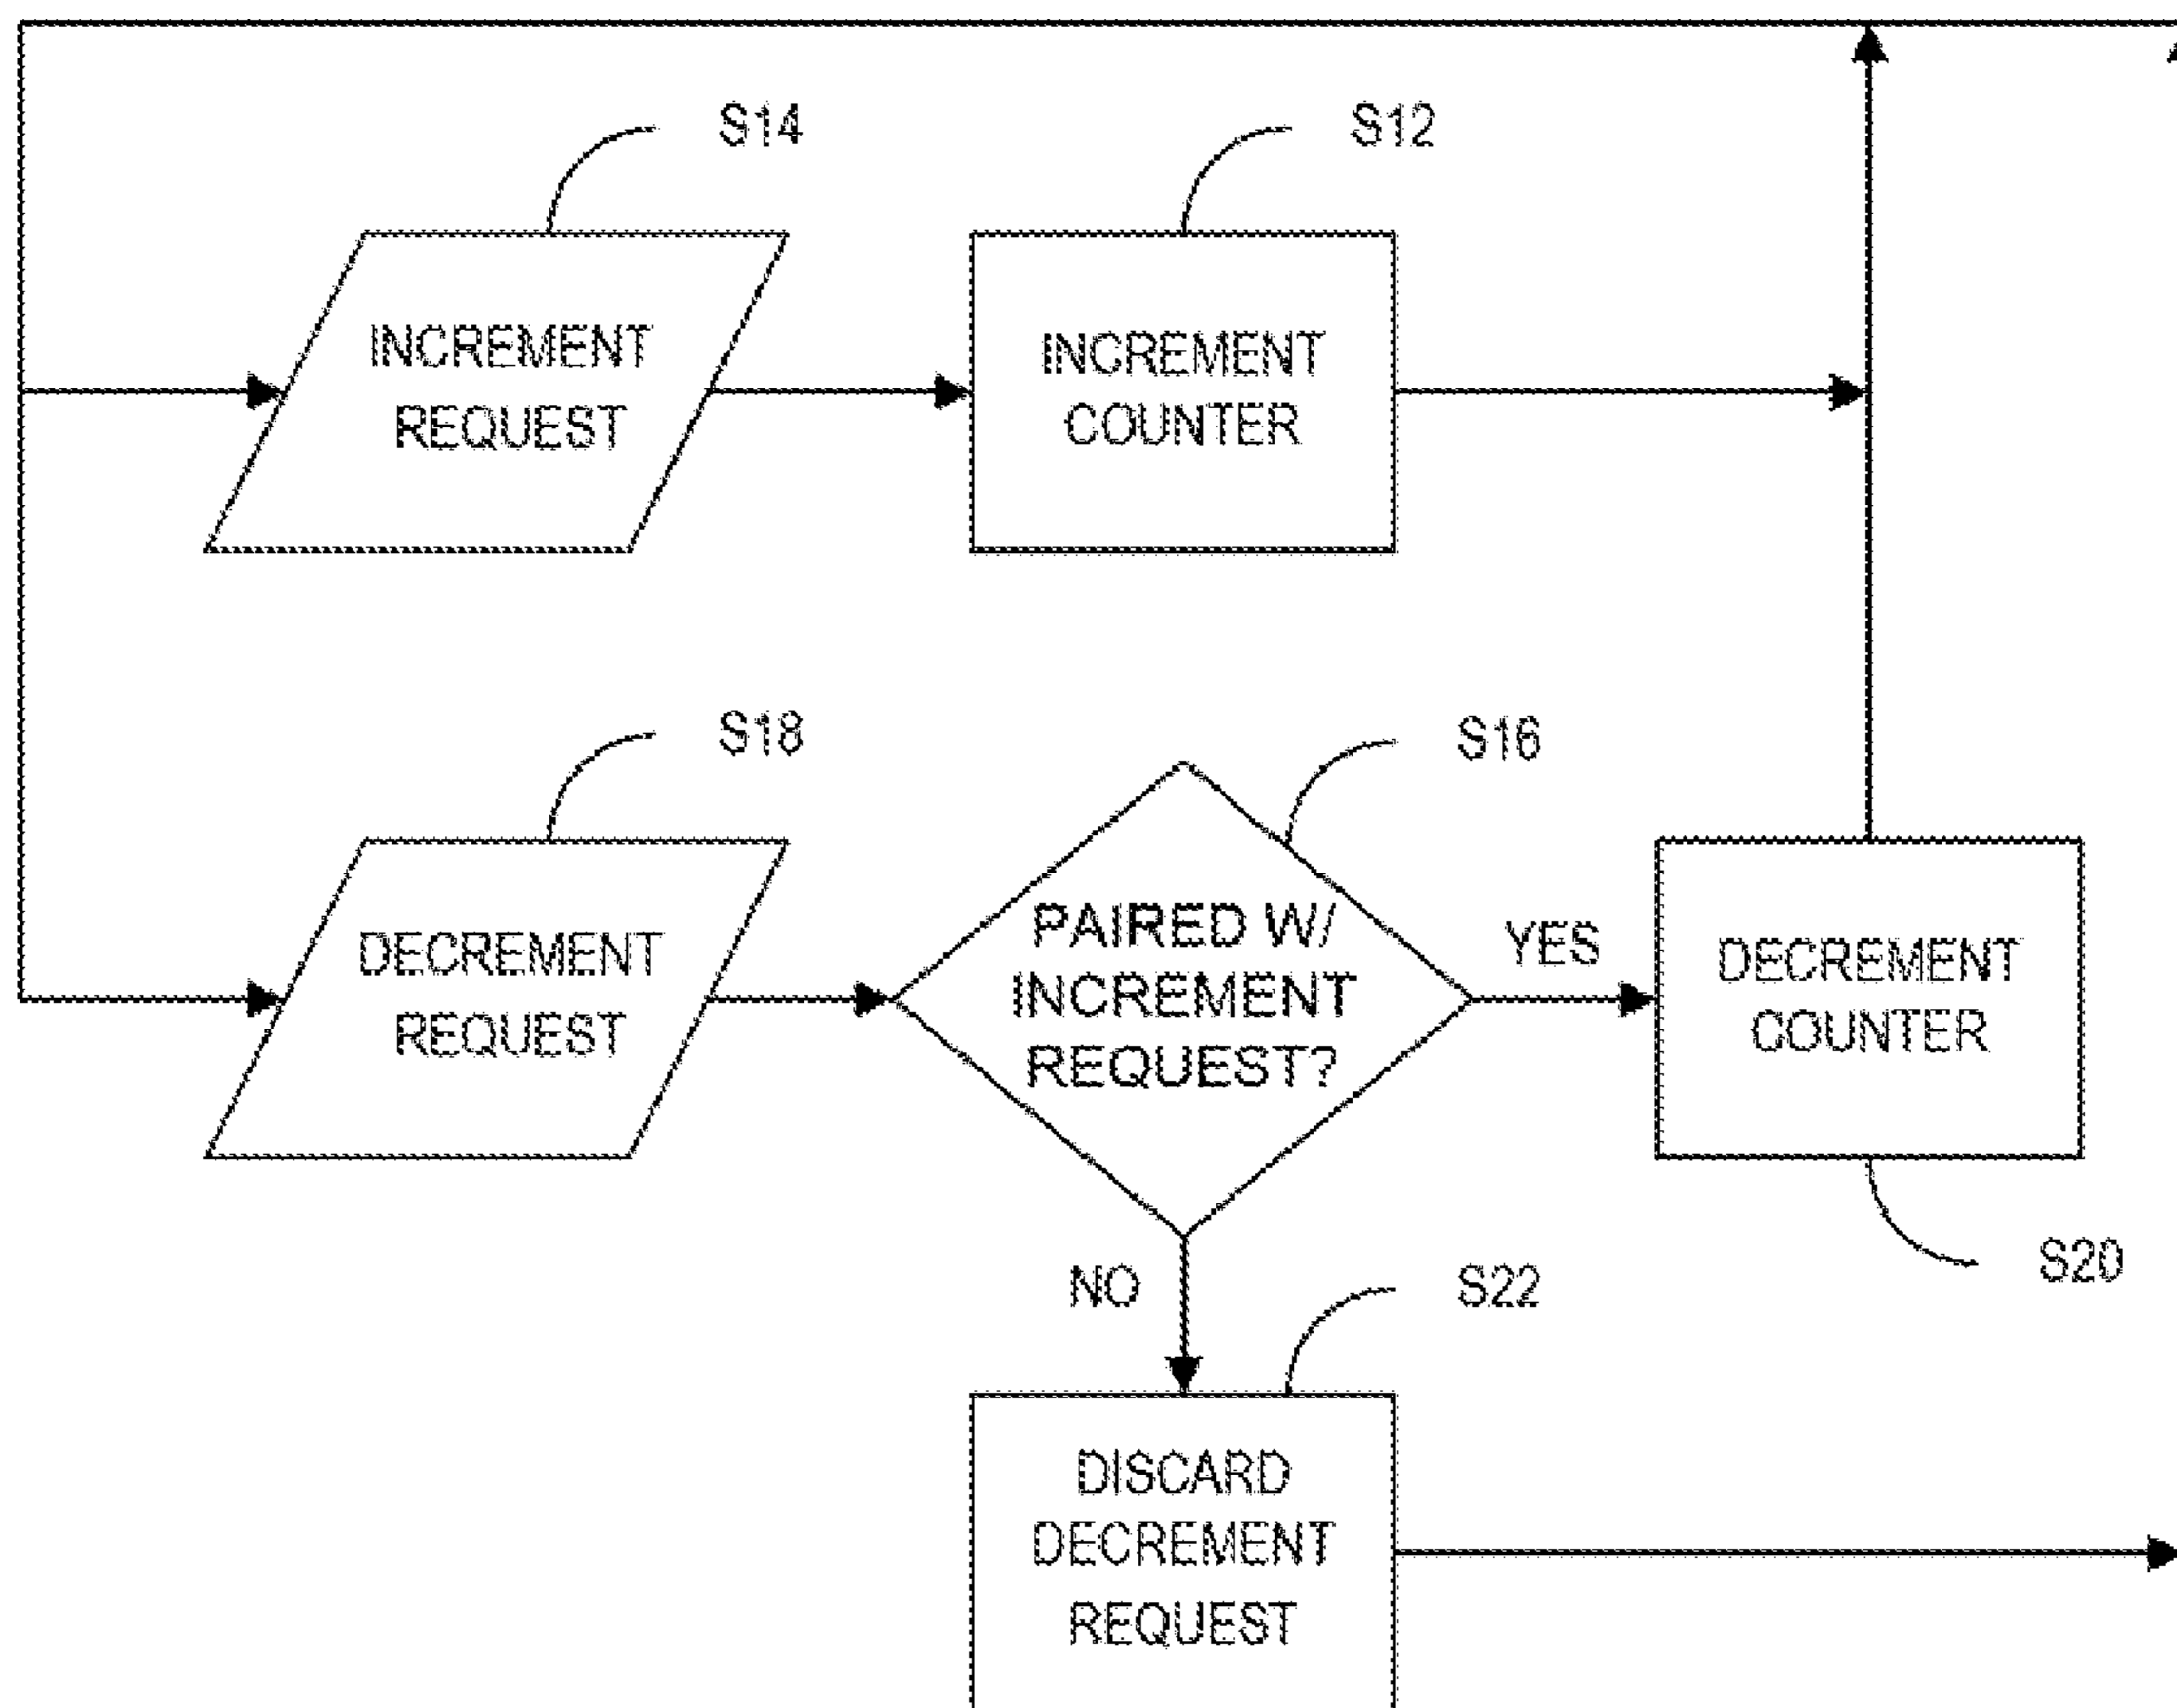 S14
S12
INCREMENT
REQUEST
INCREMENT
COUNTER
S18
S16
DECREMENT
REQUEST
PAIRED W/
INCREMENT
REQUEST?
YES
DECREMENT
COUNTER
S20
NO
S22
DISCARD
DECREMENT
REQUEST